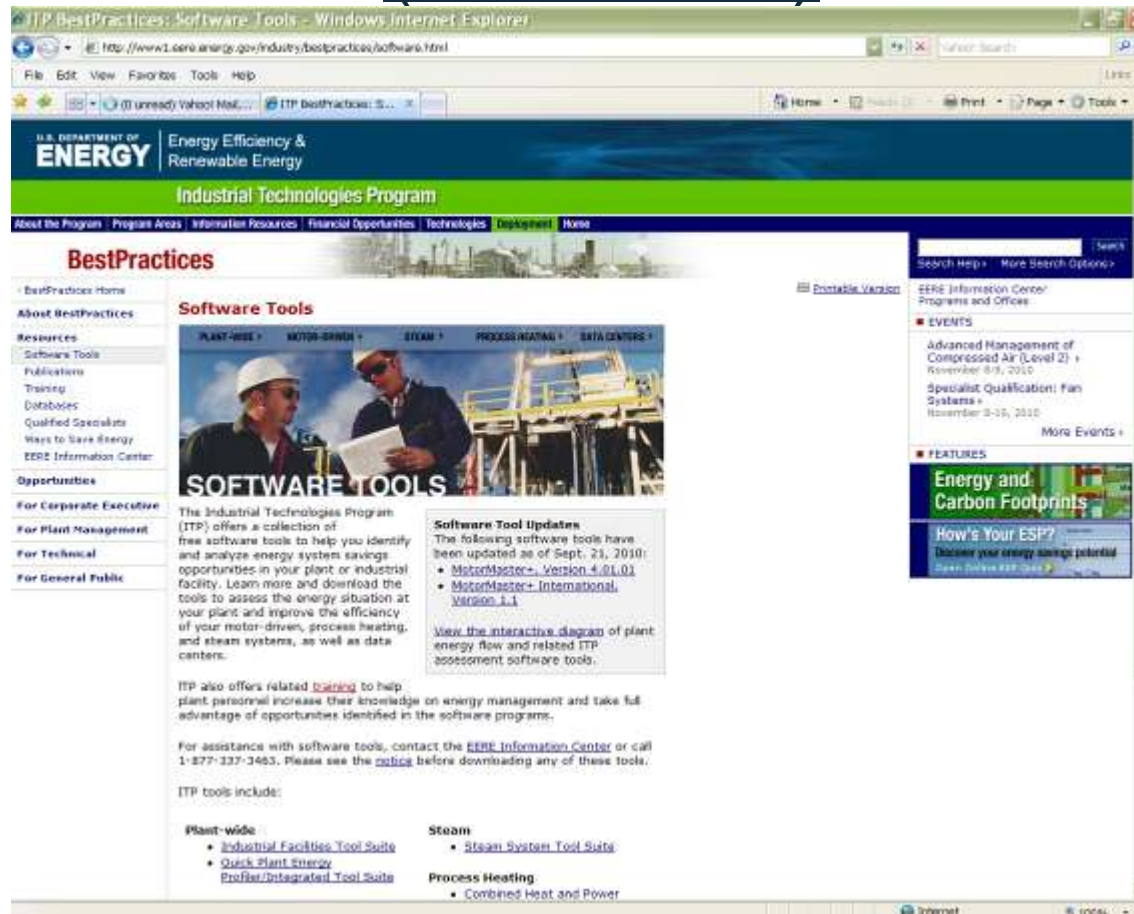 ITP BestPractices: Software Tools - Windows Internet Explorer
http://www1.eere.energy.gov/industry/bestpractices/software.html
File Edit View Favorites Tools Help
Links
(0 unread) Yahoo! Mail, ... ITP BestPractices: S...
Home Print Page Tools
U.S. DEPARTMENT OF
ENERGY
Energy Efficiency &
Renewable Energy
Industrial Technologies Program
About the Program Program Areas Information Resources Financial Opportunities Technologies Deployment Home
BestPractices
Search
Search Help More Search Options
BestPractices Home
About BestPractices
Resources
Software Tools
Publications
Training
Databases
Qualified Specialists
Ways to Save Energy
EERE Information Center
Opportunities
For Corporate Executive
For Plant Management
For Technical
For General Public
Printable Version
Software Tools
PLANT-WIDE MOTOR-DRIVEN STEAM PROCESS HEATING DATA CENTERS
SOFTWARE TOOLS
The Industrial Technologies Program
(ITP) offers a collection of
free software tools to help you identify
and analyze energy system savings
opportunities in your plant or industrial
facility. Learn more and download the
tools to assess the energy situation at
your plant and improve the efficiency
of your motor-driven, process heating,
and steam systems, as well as data
centers.
Software Tool Updates
The following software tools have
been updated as of Sept. 21, 2010:
• MotorMaster+, Version 4.01.01
• MotorMaster+ International,
Version 1.1
View the interactive diagram of plant
energy flow and related ITP
assessment software tools.
ITP also offers related training to help
plant personnel increase their knowledge on energy management and take full
advantage of opportunities identified in the software programs.
For assistance with software tools, contact the EERE Information Center or call
1-877-337-3463. Please see the notice before downloading any of these tools.
ITP tools include:
Plant-wide
• Industrial Facilities Tool Suite
• Quick Plant Energy
Profiler/Integrated Tool Suite
Steam
• Steam System Tool Suite
Process Heating
• Combined Heat and Power
EERE Information Center
Programs and Offices
EVENTS
Advanced Management of
Compressed Air (Level 2)
Specialist Qualification: Fan
Systems
More Events
FEATURES
Energy and
Carbon Footprints
How's Your ESP?
Discover your energy savings potential
Internet